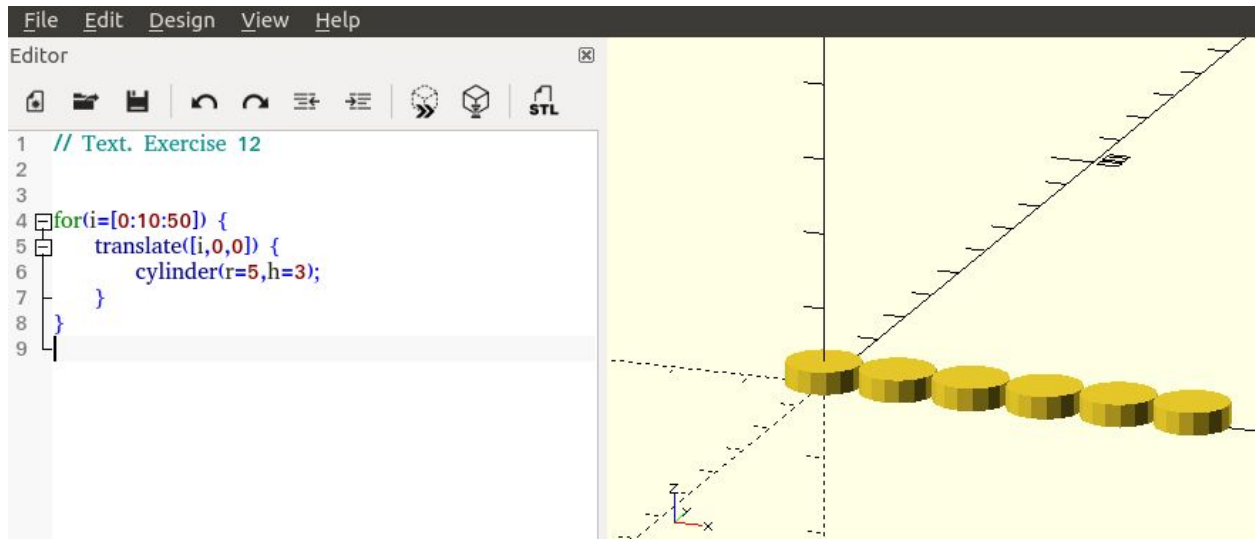 File Edit Design View Help
Editor
STL
1 // Text. Exercise 12
2
3
4 for(i=[0:10:50]) {
5 translate([i,0,0]) {
6 cylinder(r=5,h=3);
7 }
8 }
9
Z
Y
X